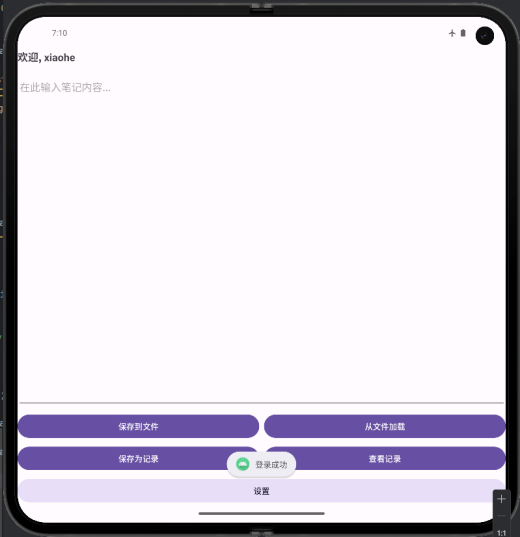 7:10
欢迎, xiaohe
在此输入笔记内容...
保存到文件
从文件加载
保存为记录
查看记录
登录成功
设置
1:1